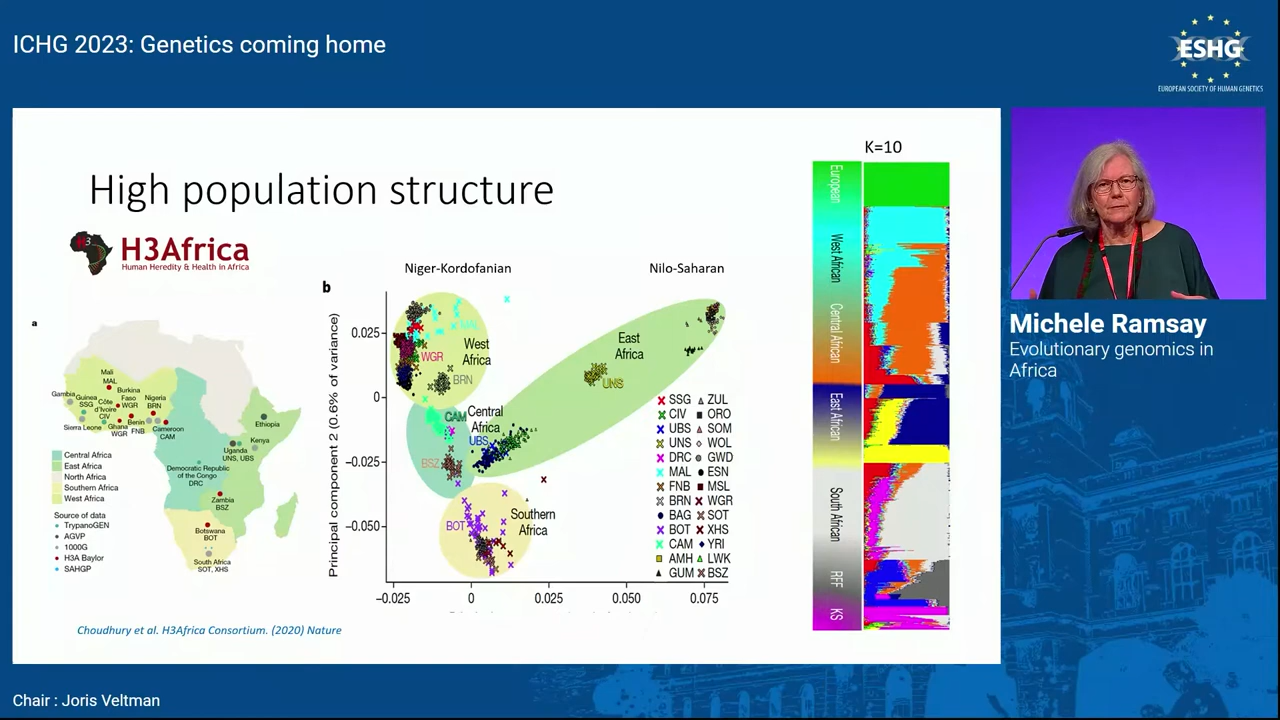 ICHG 2023: Genetics coming home
ESHG
EUROPEAN SOCIETY OF HUMAN GENETICS
High population structure
H3
H3Africa
Human Heredity & Health in Africa
a
Mali
MAL
Burkina
Faso
WGR
Gambia
Guinea
SSG
Côte
d'Ivoire
CIV
Nigeria
BRN
Sierra Leone
Ghana
WGR
Benin
FNB
Cameroon
CAM
Ethiopia
Kenya
Uganda
UNS, UBS
Democratic Republic
of the Congo
DRC
Zambia
BSZ
Botswana
BOT
South Africa
SOT, XHS
Central Africa
East Africa
North Africa
Southern Africa
West Africa
Source of data
TrypanoGEN
AGVP
1000G
H3A Baylor
SAHGP
b
Niger-Kordofanian
Nilo-Saharan
Principal component 2 (0.6% of variance)
0.025
0
−0.025
−0.050
−0.025
0
0.025
0.050
0.075
MAL
West
Africa
WGR
BRN
East
Africa
UNS
CAM
Central
Africa
UBS
BSZ
BOT
Southern
Africa
SSG ZUL
CIV ORO
UBS SOM
UNS WOL
DRC GWD
MAL ESN
FNB MSL
BRN WGR
BAG SOT
BOT XHS
CAM YRI
AMH LWK
GUM BSZ
K=10
European
West African
Central African
East African
South African
RFF
KS
Choudhury et al. H3Africa Consortium. (2020) Nature
Michele Ramsay
Evolutionary genomics in
Africa
Chair : Joris Veltman